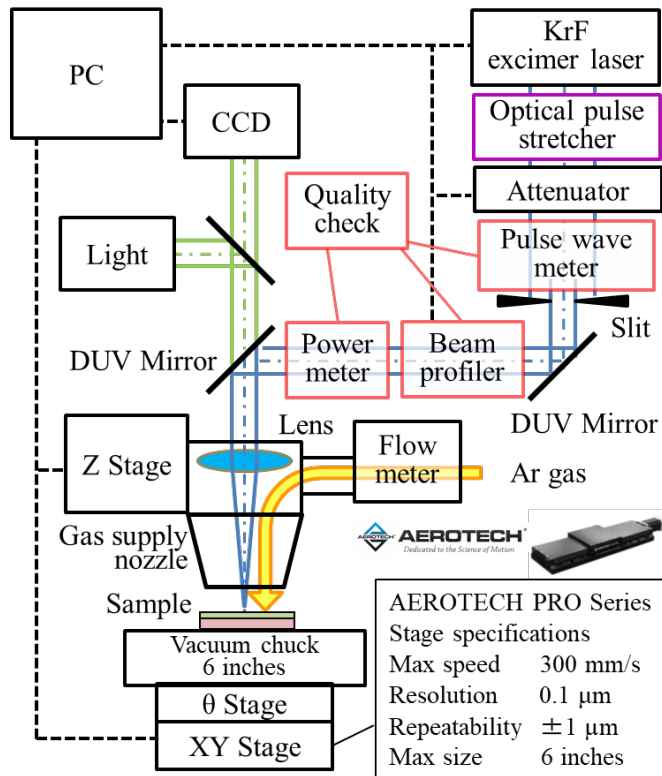 PC
KrF
excimer laser
CCD
Optical pulse
stretcher
Quality
check
Attenuator
Light
Pulse wave
meter
Slit
DUV Mirror
Power
meter
Beam
profiler
DUV Mirror
Z Stage
Lens
Flow
meter
Ar gas
Gas supply
nozzle
AEROTECH
Dedicated to the Science of Motion
Sample
Vacuum chuck
6 inches
θ Stage
XY Stage
AEROTECH PRO Series
Stage specifications
Max speed 300 mm/s
Resolution 0.1 μm
Repeatability ±1 μm
Max size 6 inches